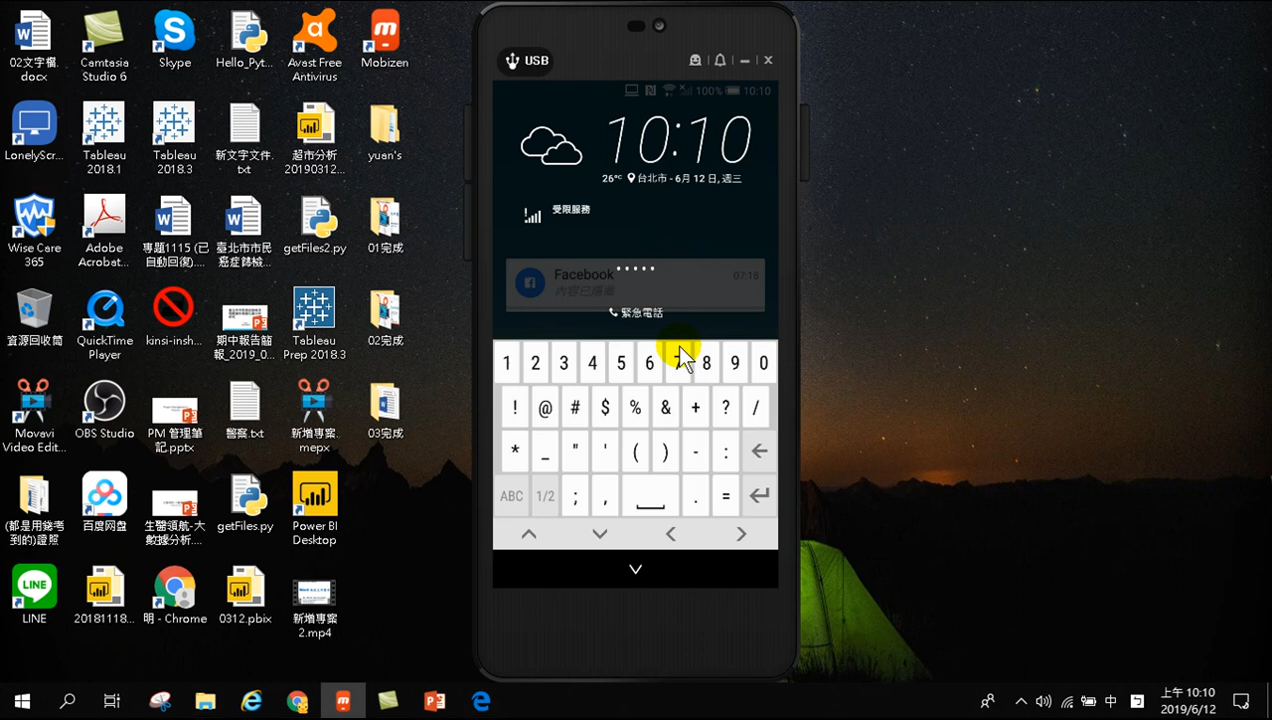 02文字檔.
docx
Camtasia
Studio 6
Skype
Hello_Pyt...
Avast Free
Antivirus
Mobizen
LonelyScr...
Tableau
2018.1
Tableau
2018.3
新文字文件.
txt
超市分析
20190312...
yuan's
Wise Care
365
Adobe
Acrobat...
專題1115 (已
自動回復)....
臺北市市民
癌症篩檢...
getFiles2.py
01完成
資源回收筒
QuickTime
Player
kinsi-insh...
期中報告簡
報_2019_0...
Tableau
Prep 2018.3
02完成
Movavi
Video Edit...
OBS Studio
PM 管理筆
記.pptx
警察.txt
新增專案.
mepx
03完成
(都是用錢考
到的)證照
百度网盘
生醫領航-大
數據分析....
getFiles.py
Power BI
Desktop
LINE
20181118...
明 - Chrome
0312.pbix
新增專案
2.mp4
USB
100% 10:10
10:10
26°C 台北市 - 6月 12 日, 週三
受限服務
Facebook 07:18
內容已隱藏
緊急電話
1 2 3 4 5 6 7 8 9 0
! @ # $ % & + ? /
* _ " ' ( ) - :
ABC 1/2 ; , . =
中
上午 10:10
2019/6/12